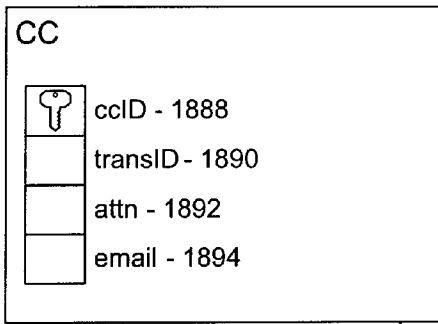 CC
ccID - 1888
transID - 1890
attn - 1892
email - 1894